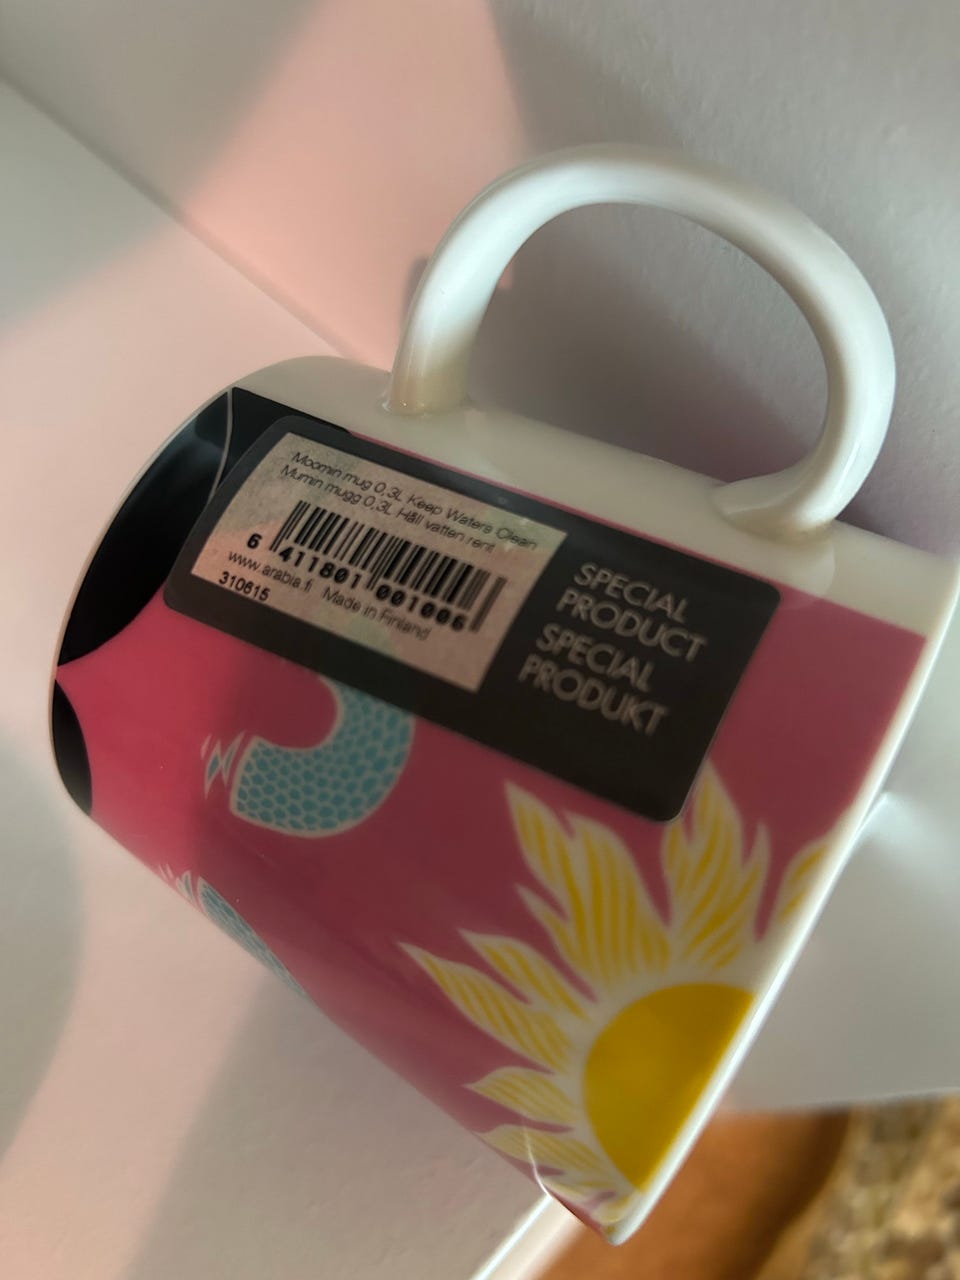 Moomin mug 0,3L Keep Waters Clean
Mumin mugg 0,3L Håll vatten rent
6 411801 001006
www.arabia.fi Made in Finland
310615
SPECIAL
PRODUCT
SPECIAL
PRODUKT